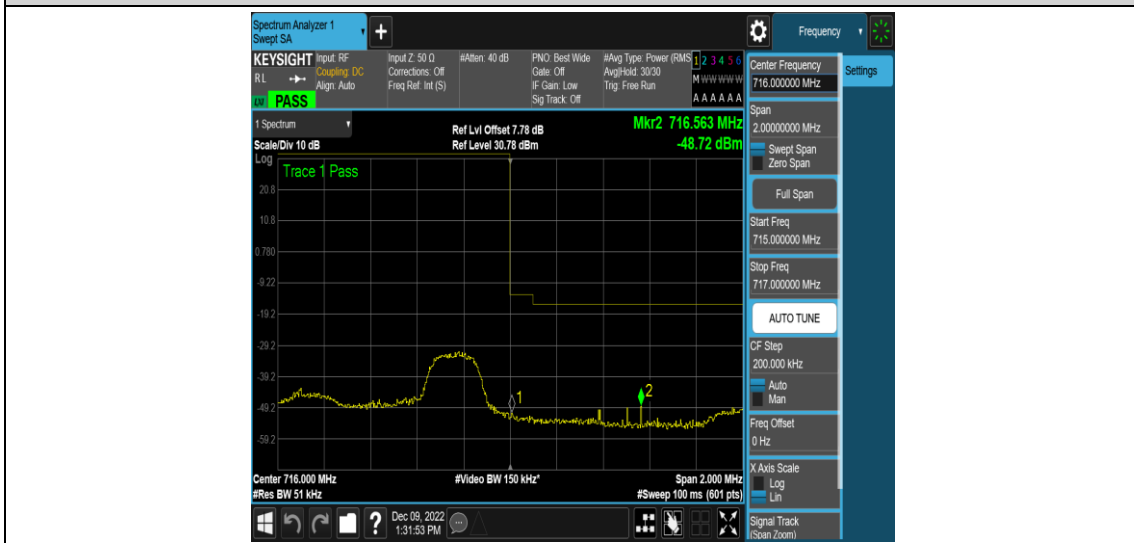 Spectrum Analyzer 1
Swept SA
+
Frequency
KEYSIGHT
RL
LXI
PASS
Input: RF
Coupling: DC
Align: Auto
Input Z: 50 Ω
Corrections: Off
Freq Ref: Int (S)
#Atten: 40 dB
PNO: Best Wide
Gate: Off
IF Gain: Low
Sig Track: Off
#Avg Type: Power (RMS
Avg|Hold: 30/30
Trig: Free Run
1 2 3 4 5 6
M W W W W W
A A A A A A
1 Spectrum
Scale/Div 10 dB
Ref Lvl Offset 7.78 dB
Ref Level 30.78 dBm
Mkr2 716.563 MHz
-48.72 dBm
Log
Trace 1 Pass
20.8
10.8
0.780
-9.22
-19.2
-29.2
-39.2
-49.2
-59.2
1
2
Center 716.000 MHz
#Res BW 51 kHz
#Video BW 150 kHz*
Span 2.000 MHz
#Sweep 100 ms (601 pts)
Center Frequency
716.000000 MHz
Settings
Span
2.00000000 MHz
Swept Span
Zero Span
Full Span
Start Freq
715.000000 MHz
Stop Freq
717.000000 MHz
AUTO TUNE
CF Step
200.000 kHz
Auto
Man
Freq Offset
0 Hz
X Axis Scale
Log
Lin
Signal Track
(Span Zoom)
?
Dec 09, 2022
1:31:53 PM